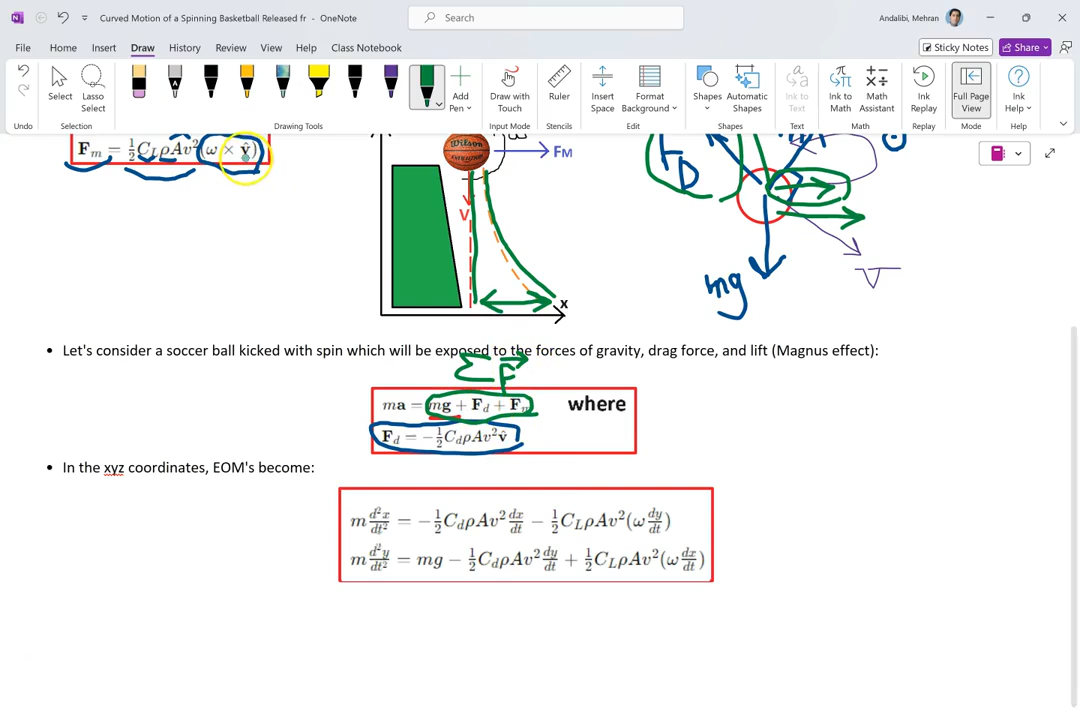 Curved Motion of a Spinning Basketball Released fr - OneNote
Search
Andalibi, Mehran
File Home Insert Draw History Review View Help Class Notebook
Sticky Notes Share
Select
Lasso Select
Add Pen
Draw with Touch
Ruler
Insert Space
Format Background
Shapes
Automatic Shapes
Ink to Text
Ink to Math
Math Assistant
Ink Replay
Full Page View
Ink Help
Undo Selection Drawing Tools Input Mode Stencils Edit Shapes Text Math Replay Mode Help
F_m = ½C_LρAv²(ω × v̂)
Wilson
FM
V
x
F_D
mg
V
• Let's consider a soccer ball kicked with spin which will be exposed to the forces of gravity, drag force, and lift (Magnus effect):
Σ F⃗
ma = mg + F_d + F_m where
F_d = −½C_dρAv²v̂
• In the xyz coordinates, EOM's become:
m d²x/dt² = −½C_dρAv² dx/dt − ½C_LρAv²(ω dy/dt)
m d²y/dt² = mg − ½C_dρAv² dy/dt + ½C_LρAv²(ω dx/dt)